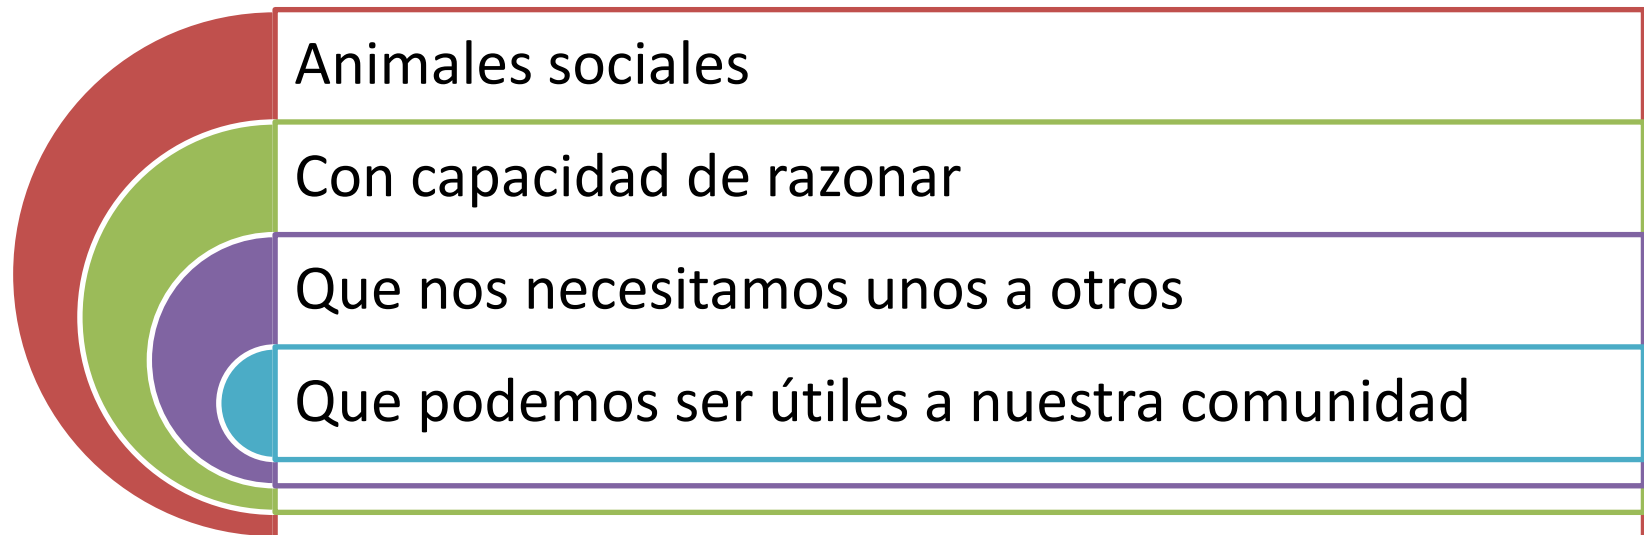 Animales sociales
Con capacidad de razonar
Que nos necesitamos unos a otros
Que podemos ser útiles a nuestra comunidad